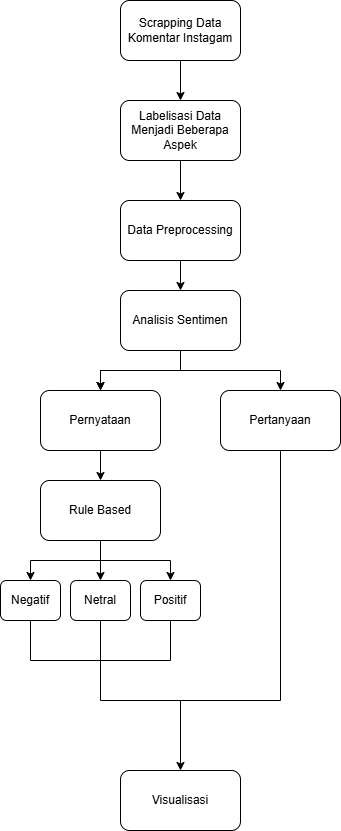 Scrapping Data
Komentar Instagam
Labelisasi Data
Menjadi Beberapa
Aspek
Data Preprocessing
Analisis Sentimen
Pernyataan
Pertanyaan
Rule Based
Negatif
Netral
Positif
Visualisasi